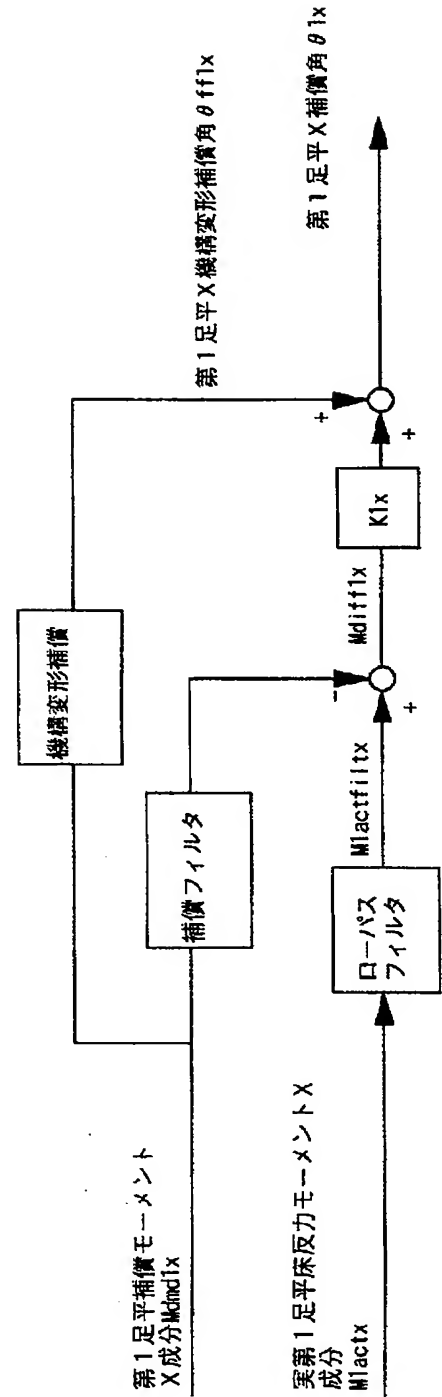 第1足平補償モーメント
X成分Mdmd1x
実第1足平床反力モーメントX
成分
M1actx
機構変形補償
補償フィルタ
ローパス
フィルタ
M1actfiltx
-
+
Mdiff1x
K1x
+
+
第1足平X機構変形補償角θff1x
第1足平X補償角θ1x